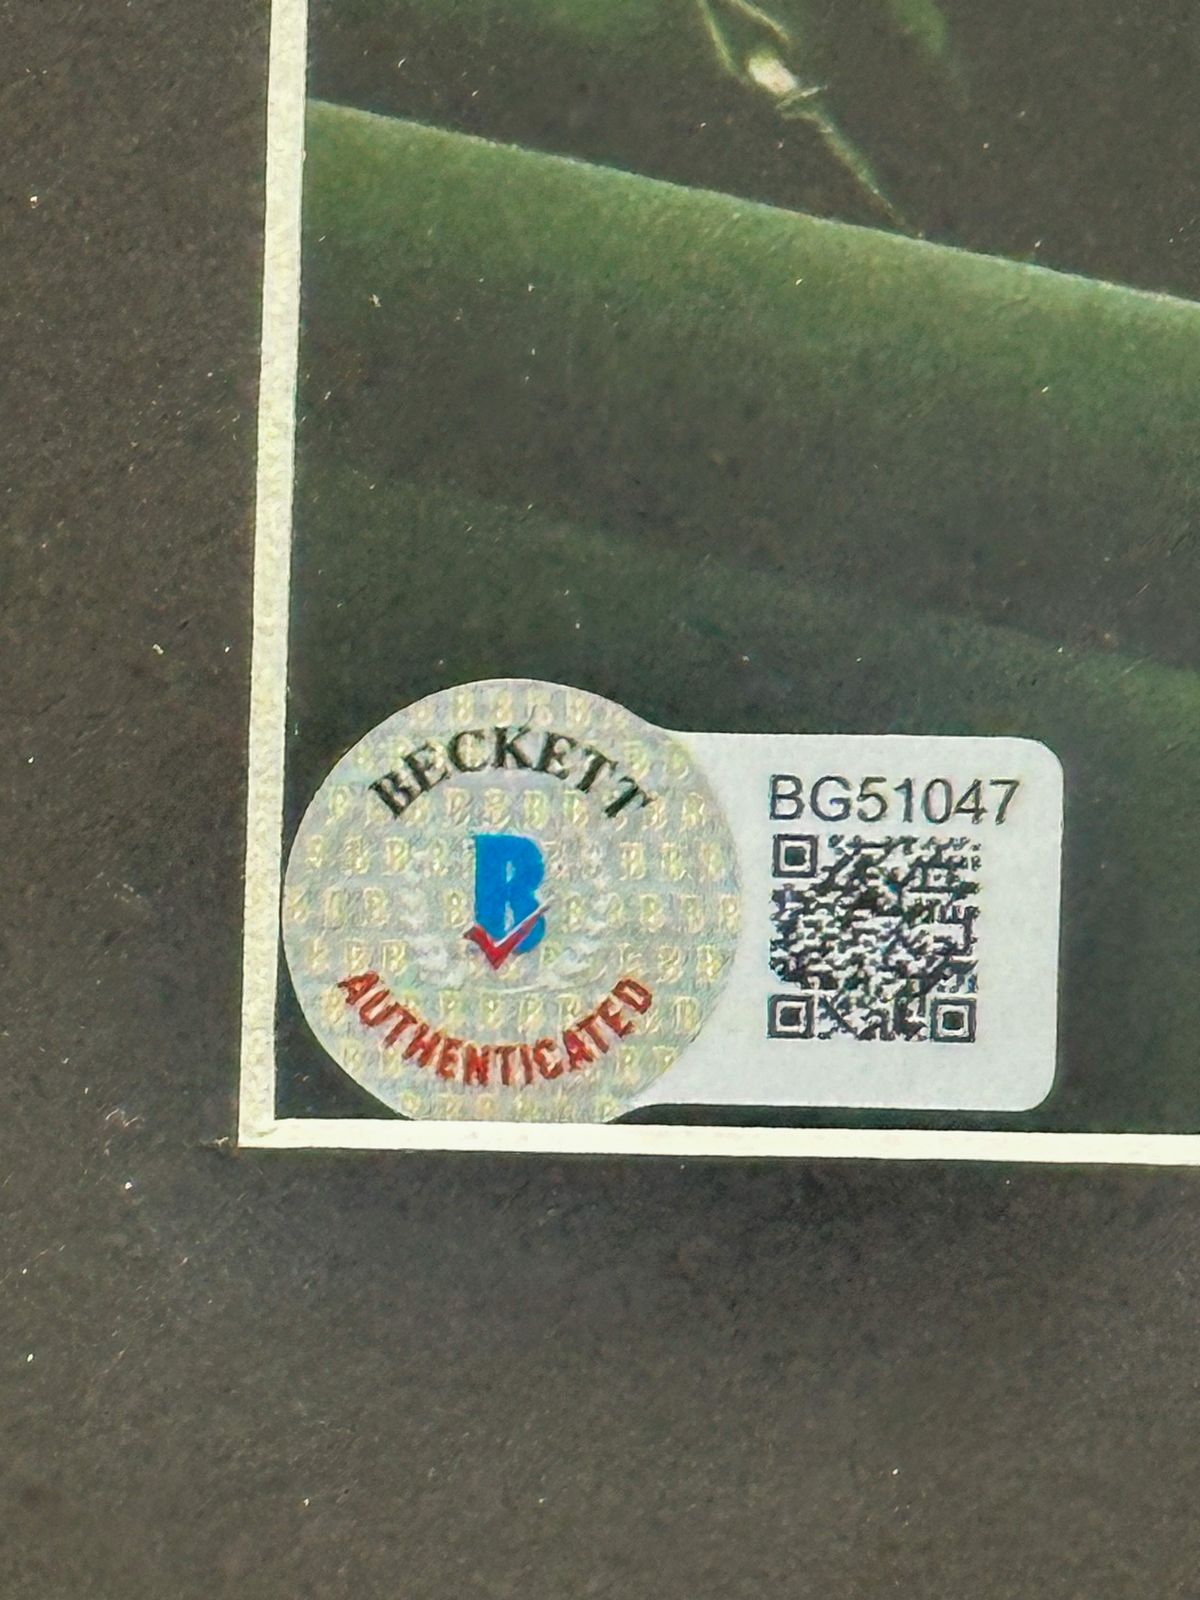 BECKETT
B
AUTHENTICATED
BG51047